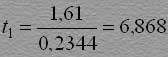 t₁ = 1,61 / 0,2344 = 6,868